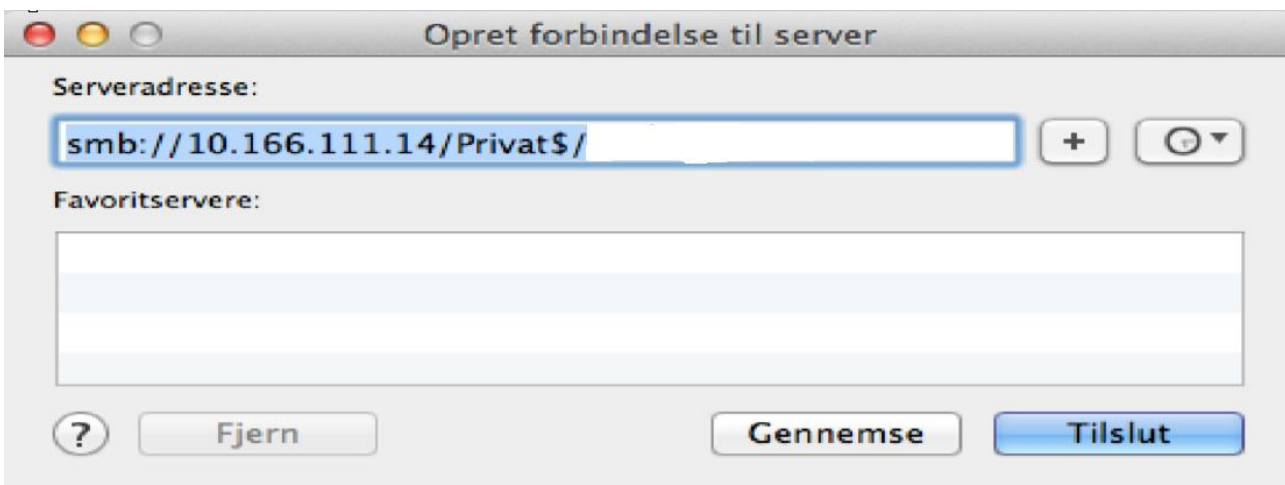 Opret forbindelse til server
Serveradresse:
smb://10.166.111.14/Privat$/
+
Favoritservere:
? Fjern Gennemse Tilslut